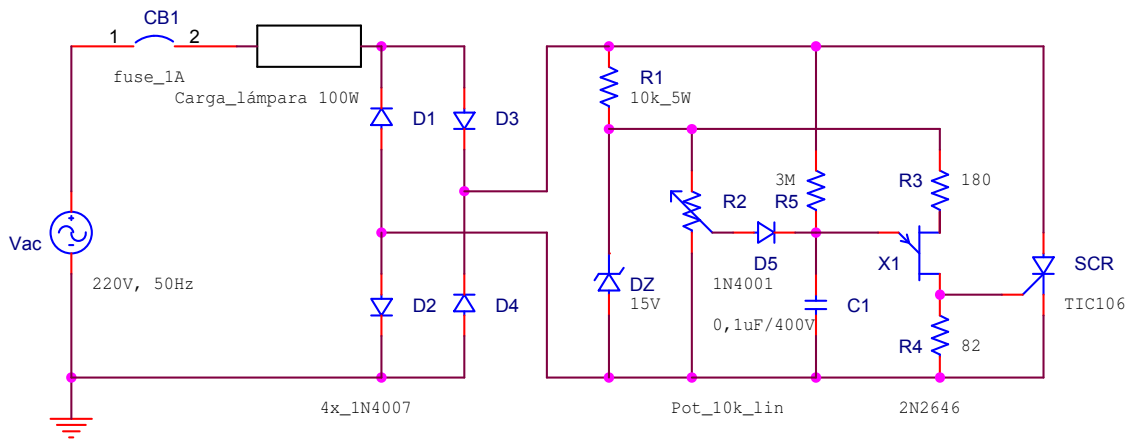 CB1
1 2
fuse_1A
Carga_lámpara 100W
D1
D3
R1
10k_5W
Vac
220V, 50Hz
D2
D4
4x_1N4007
DZ
15V
R2
D5
1N4001
3M
R5
C1
0,1uF/400V
Pot_10k_lin
R3
180
X1
R4
82
2N2646
SCR
TIC106